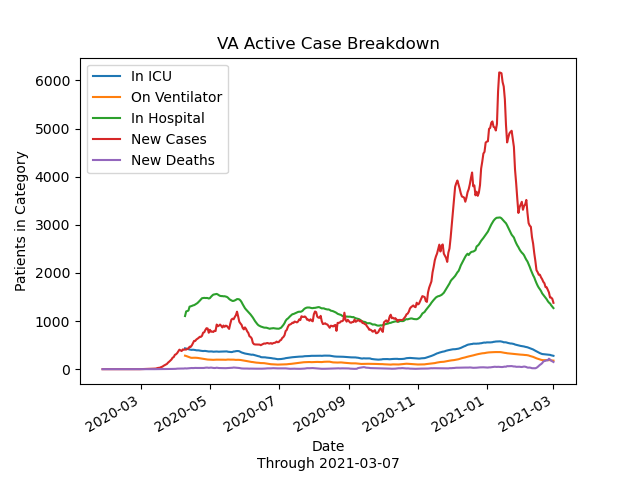 VA Active Case Breakdown
In ICU
On Ventilator
In Hospital
New Cases
New Deaths
Patients in Category
6000
5000
4000
3000
2000
1000
0
2020-03
2020-05
2020-07
2020-09
2020-11
2021-01
2021-03
Date
Through 2021-03-07